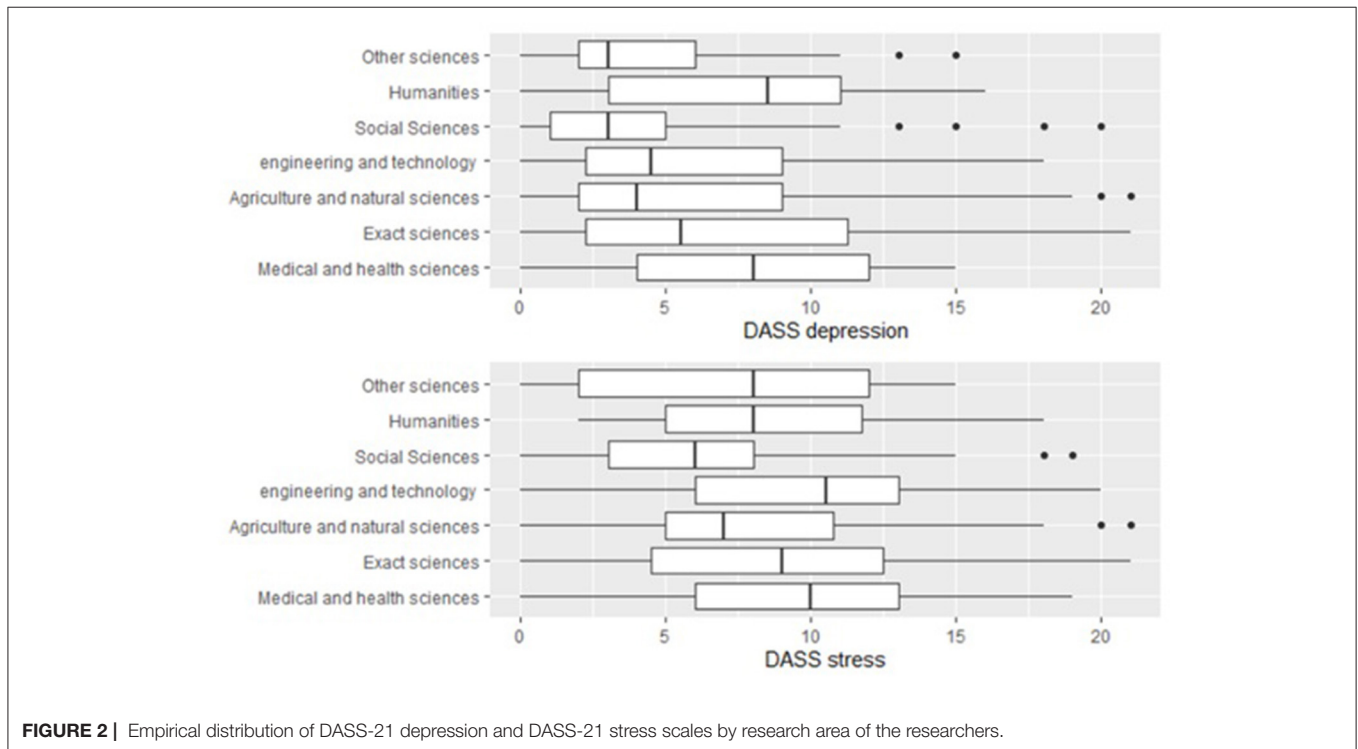 Other sciences
Humanities
Social Sciences
engineering and technology
Agriculture and natural sciences
Exact sciences
Medical and health sciences
0 5 10 15 20
DASS depression
Other sciences
Humanities
Social Sciences
engineering and technology
Agriculture and natural sciences
Exact sciences
Medical and health sciences
0 5 10 15 20
DASS stress
FIGURE 2 | Empirical distribution of DASS-21 depression and DASS-21 stress scales by research area of the researchers.